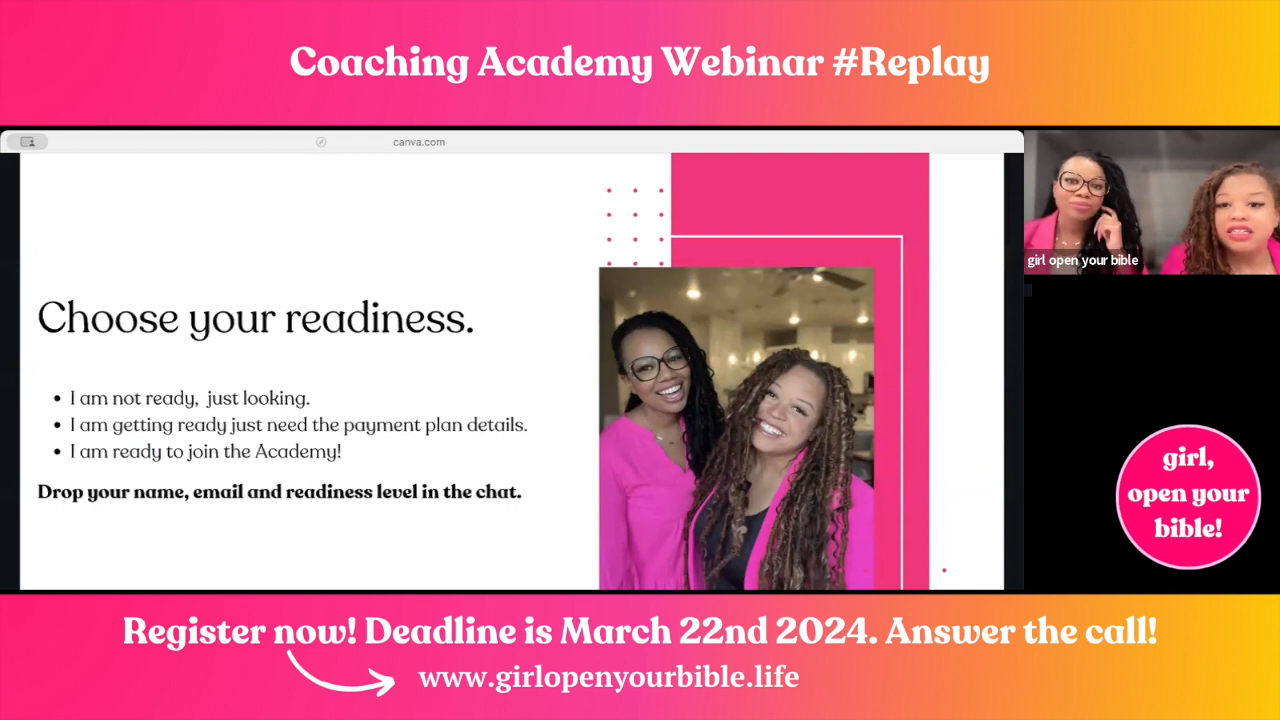 Coaching Academy Webinar #Replay
canva.com
Choose your readiness.
• I am not ready, just looking.
• I am getting ready just need the payment plan details.
• I am ready to join the Academy!
Drop your name, email and readiness level in the chat.
girl open your bible
girl,
open your
bible!
Register now! Deadline is March 22nd 2024. Answer the call!
www.girlopenyourbible.life